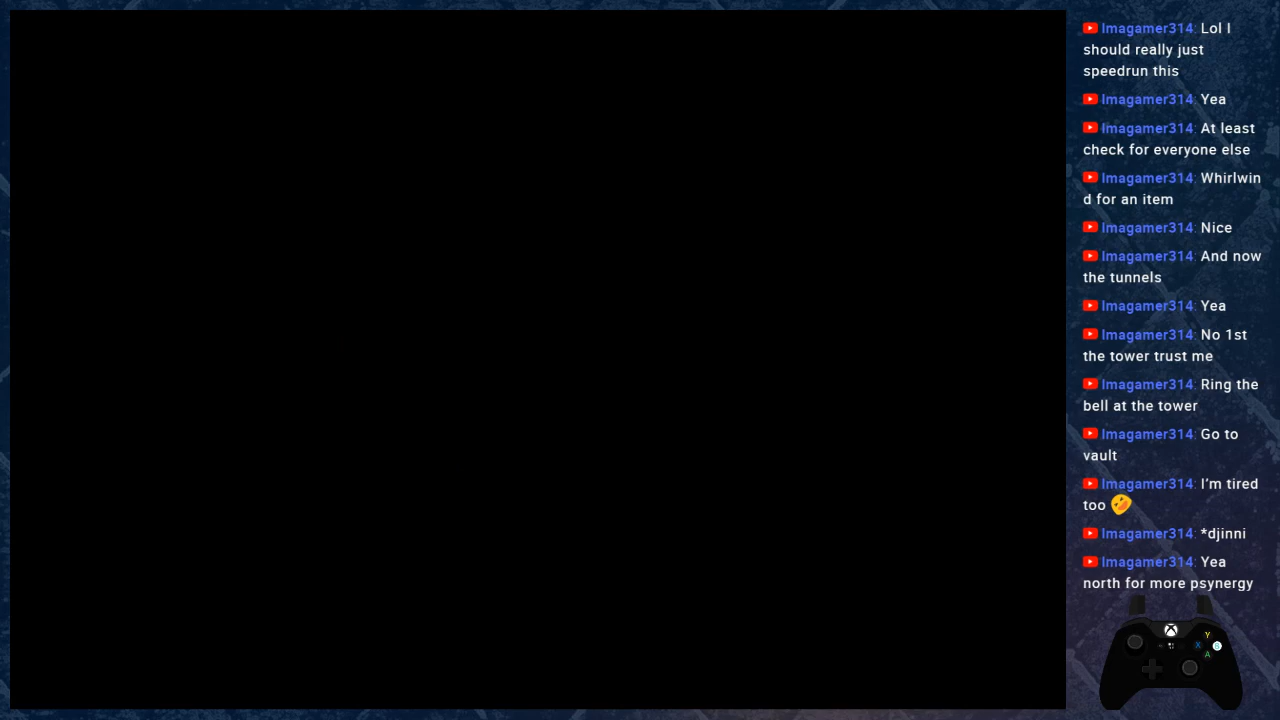 Imagamer314: Lol I
should really just
speedrun this
Imagamer314: Yea
Imagamer314: At least
check for everyone else
Imagamer314: Whirlwin
d for an item
Imagamer314: Nice
Imagamer314: And now
the tunnels
Imagamer314: Yea
Imagamer314: No 1st
the tower trust me
Imagamer314: Ring the
bell at the tower
Imagamer314: Go to
vault
Imagamer314: I'm tired
too
Imagamer314: *djinni
Imagamer314: Yea
north for more psynergy
Y
X
A